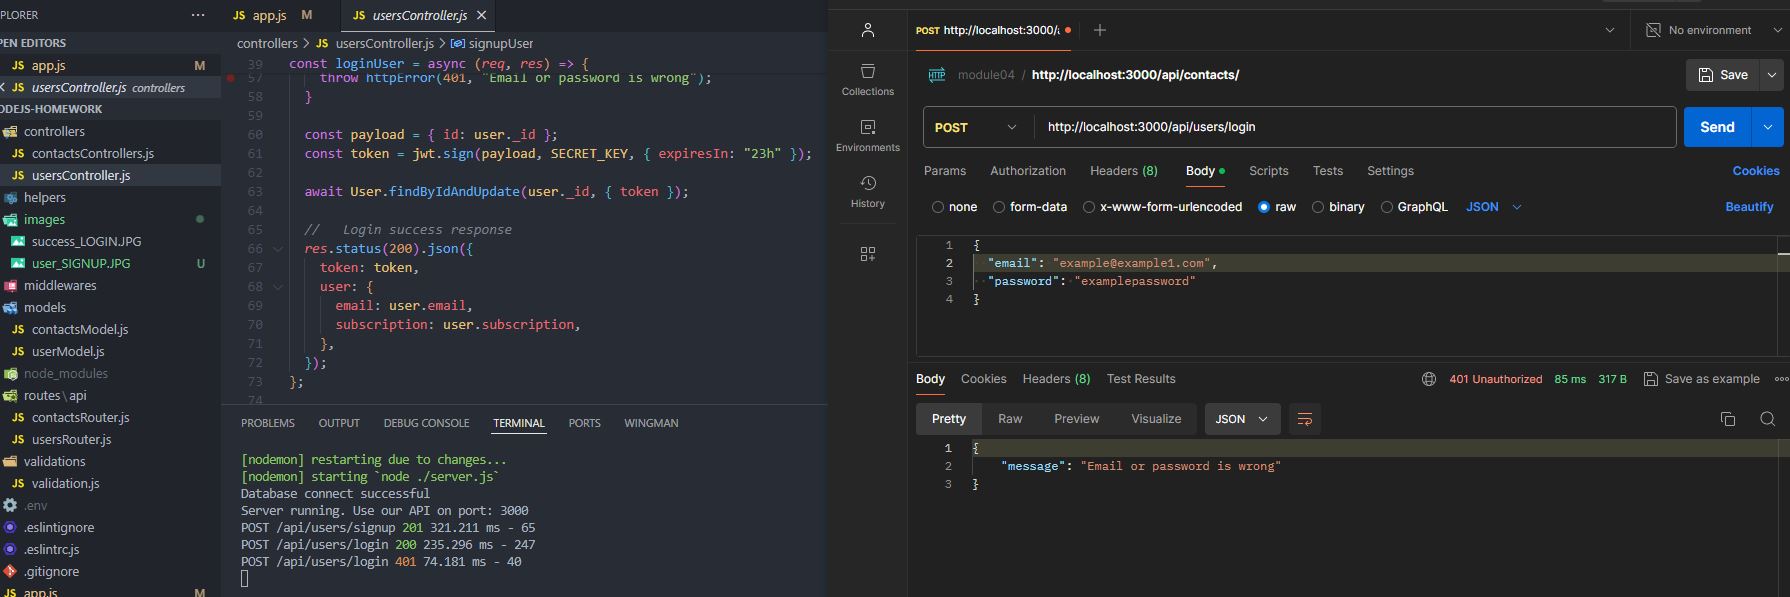 PLORER
···
PEN EDITORS
JS app.js M
JS usersController.js controllers
ODEJS-HOMEWORK
controllers
JS contactsControllers.js
JS usersController.js
helpers
images
success_LOGIN.JPG
user_SIGNUP.JPG U
middlewares
models
JS contactsModel.js
JS userModel.js
node_modules
routes\api
JS contactsRouter.js
JS usersRouter.js
validations
JS validation.js
.env
.eslintignore
.eslintrc.js
.gitignore
JS app.js M
JS app.js M
JS usersController.js
controllers > JS usersController.js > signupUser
39 const loginUser = async (req, res) => {
57 throw httpError(401, "Email or password is wrong");
58 }
59
60 const payload = { id: user._id };
61 const token = jwt.sign(payload, SECRET_KEY, { expiresIn: "23h" });
62
63 await User.findByIdAndUpdate(user._id, { token });
64
65 // Login success response
66 res.status(200).json({
67 token: token,
68 user: {
69 email: user.email,
70 subscription: user.subscription,
71 },
72 });
73 };
74
PROBLEMS OUTPUT DEBUG CONSOLE TERMINAL PORTS WINGMAN
[nodemon] restarting due to changes...
[nodemon] starting `node ./server.js`
Database connect successful
Server running. Use our API on port: 3000
POST /api/users/signup 201 321.211 ms - 65
POST /api/users/login 200 235.296 ms - 247
POST /api/users/login 401 74.181 ms - 40
Collections
Environments
History
POST http://localhost:3000/
No environment
HTTP module04 / http://localhost:3000/api/contacts/
Save
POST http://localhost:3000/api/users/login
Send
Params Authorization Headers (8) Body Scripts Tests Settings
Cookies
none form-data x-www-form-urlencoded raw binary GraphQL JSON
Beautify
1 {
2 "email": "example@example1.com",
3 "password": "examplepassword"
4 }
Body Cookies Headers (8) Test Results
401 Unauthorized 85 ms 317 B Save as example
Pretty Raw Preview Visualize JSON
1 {
2 "message": "Email or password is wrong"
3 }